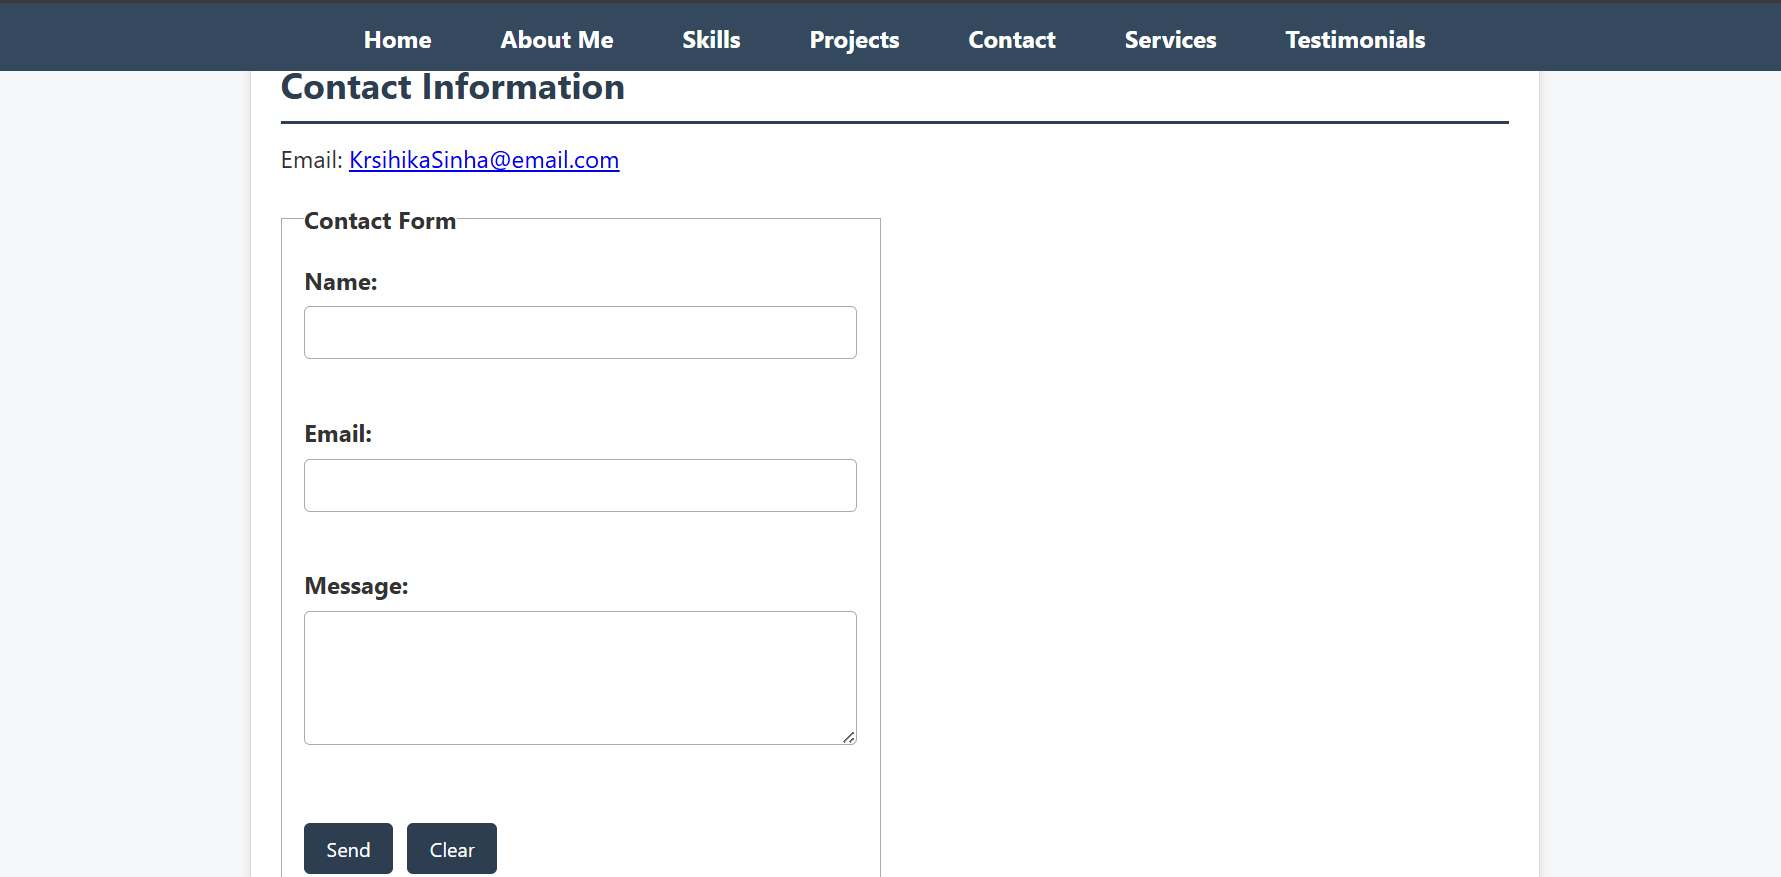 Home About Me Skills Projects Contact Services Testimonials
Contact Information
Email: KrsihikaSinha@email.com
Contact Form
Name:
Email:
Message:
Send Clear